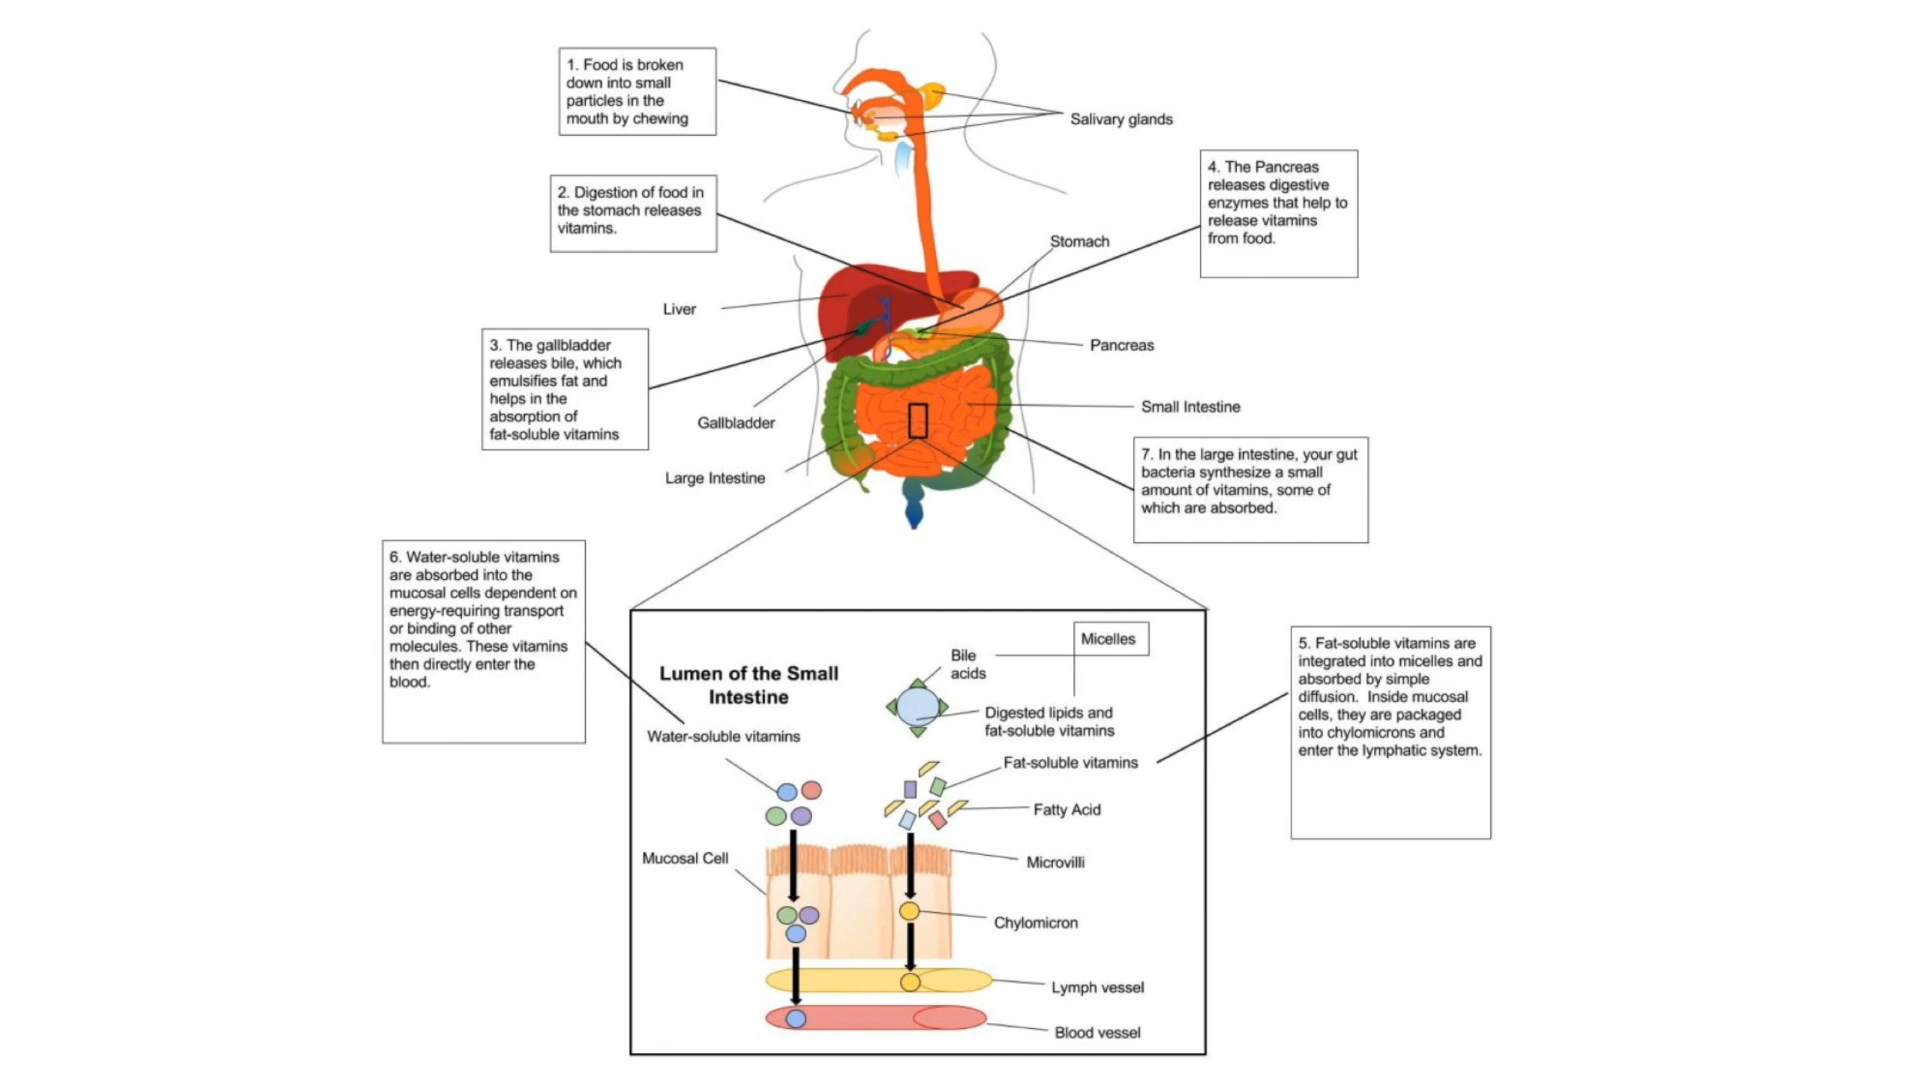 1. Food is broken
down into small
particles in the
mouth by chewing
Salivary glands
2. Digestion of food in
the stomach releases
vitamins.
4. The Pancreas
releases digestive
enzymes that help to
release vitamins
from food.
Stomach
Liver
3. The gallbladder
releases bile, which
emulsifies fat and
helps in the
absorption of
fat-soluble vitamins
Pancreas
Gallbladder
Small Intestine
Large Intestine
7. In the large intestine, your gut
bacteria synthesize a small
amount of vitamins, some of
which are absorbed.
6. Water-soluble vitamins
are absorbed into the
mucosal cells dependent on
energy-requiring transport
or binding of other
molecules. These vitamins
then directly enter the
blood.
Micelles
Bile
acids
Lumen of the Small
Intestine
Digested lipids and
fat-soluble vitamins
5. Fat-soluble vitamins are
integrated into micelles and
absorbed by simple
diffusion. Inside mucosal
cells, they are packaged
into chylomicrons and
enter the lymphatic system.
Water-soluble vitamins
Fat-soluble vitamins
Fatty Acid
Mucosal Cell
Microvilli
Chylomicron
Lymph vessel
Blood vessel